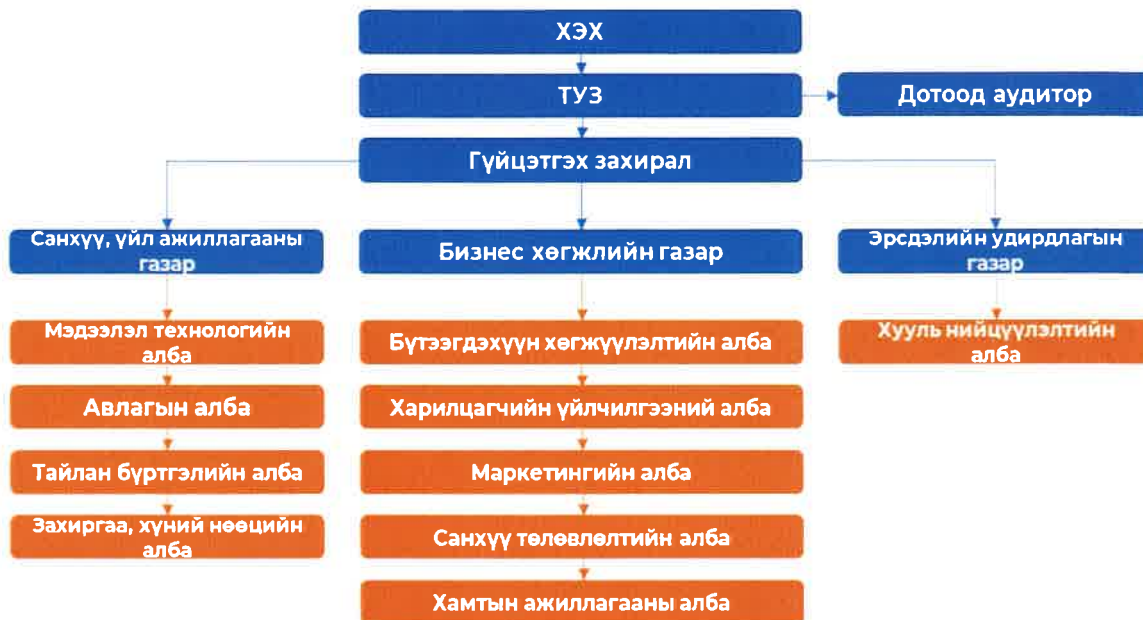 ХЭХ
ТУЗ
Дотоод аудитор
Гүйцэтгэх захирал
Санхүү, үйл ажиллагааны
газар
Бизнес хөгжлийн газар
Эрсдэлийн удирдлагын
газар
Мэдээлэл технологийн
алба
Бүтээгдэхүүн хөгжүүлэлтийн алба
Хууль нийцүүлэлтийн
алба
Авлагын алба
Харилцагчийн үйлчилгээний алба
Тайлан бүртгэлийн алба
Маркетингийн алба
Захиргаа, хүний нөөцийн
алба
Санхүү төлөвлөлтийн алба
Хамтын ажиллагааны алба